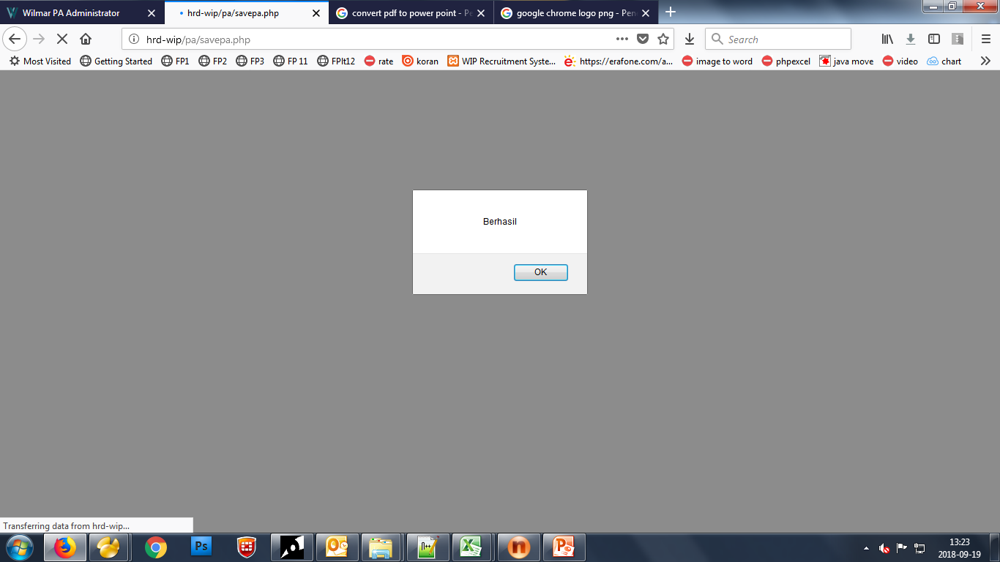 Wilmar PA Administrator
hrd-wip/pa/savepa.php
convert pdf to power point - Pe
google chrome logo png - Pen
hrd-wip/pa/savepa.php
Search
Most Visited
Getting Started
FP1
FP2
FP3
FP 11
FPlt12
rate
koran
WIP Recruitment Syste...
https://erafone.com/a...
image to word
phpexcel
java move
video
chart
Berhasil
OK
Transferring data from hrd-wip...
Ps
13:23
2018-09-19